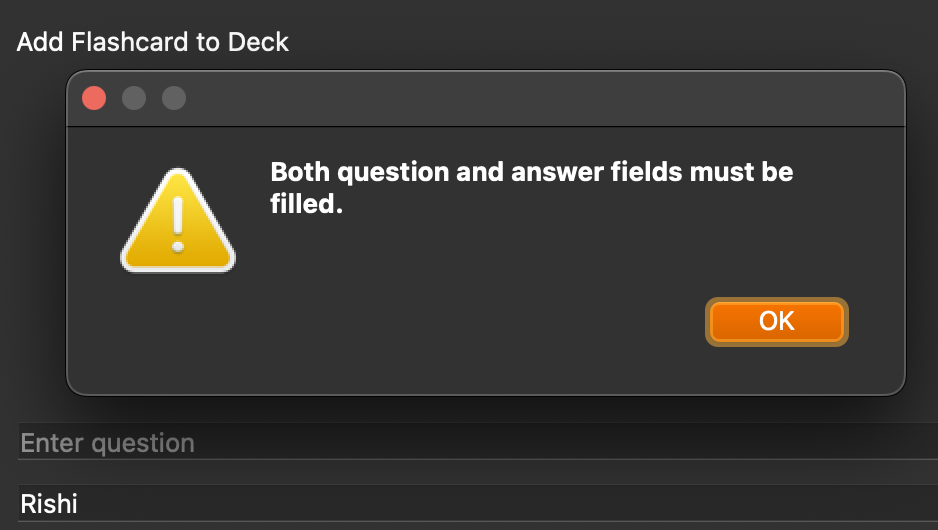 Add Flashcard to Deck
Both question and answer fields must be
filled.
OK
Enter question
Rishi